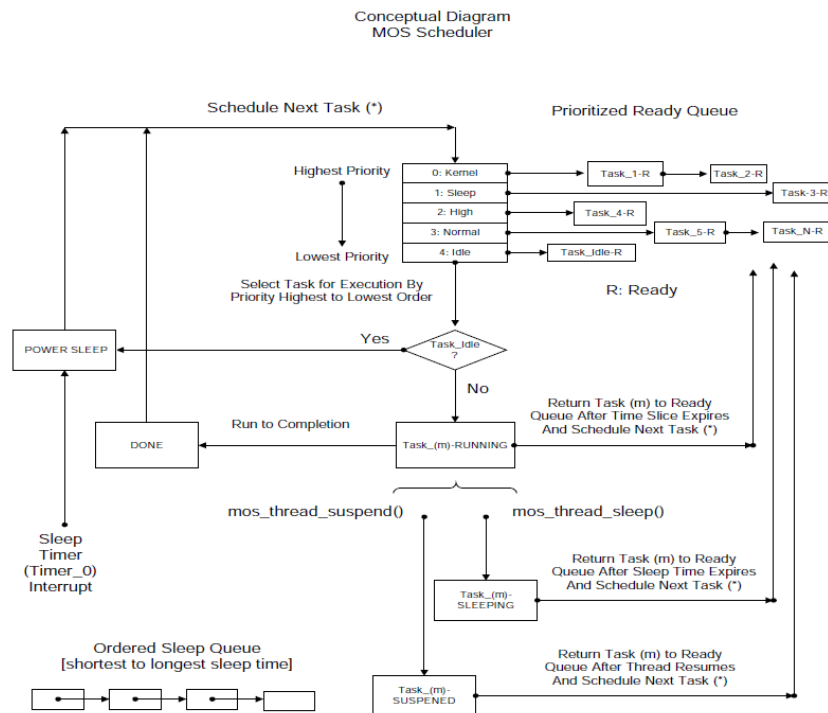 Conceptual Diagram
MOS Scheduler
Schedule Next Task (*)
Prioritized Ready Queue
Highest Priority
Lowest Priority
0: Kernel
1: Sleep
2: High
3: Normal
4: Idle
Task_1-R
Task_2-R
Task-3-R
Task_4-R
Task_5-R
Task_N-R
Task_Idle-R
Select Task for Execution By
Priority Highest to Lowest Order
R: Ready
POWER SLEEP
Yes
Task_Idle
?
No
Return Task (m) to Ready
Queue After Time Slice Expires
And Schedule Next Task (*)
DONE
Run to Completion
Task_(m)-RUNNING
mos_thread_suspend()
mos_thread_sleep()
Sleep
Timer
(Timer_0)
Interrupt
Return Task (m) to Ready
Queue After Sleep Time Expires
And Schedule Next Task (*)
Task_(m)-
SLEEPING
Ordered Sleep Queue
[shortest to longest sleep time]
Return Task (m) to Ready
Queue After Thread Resumes
And Schedule Next Task (*)
Task_(m)-
SUSPENED